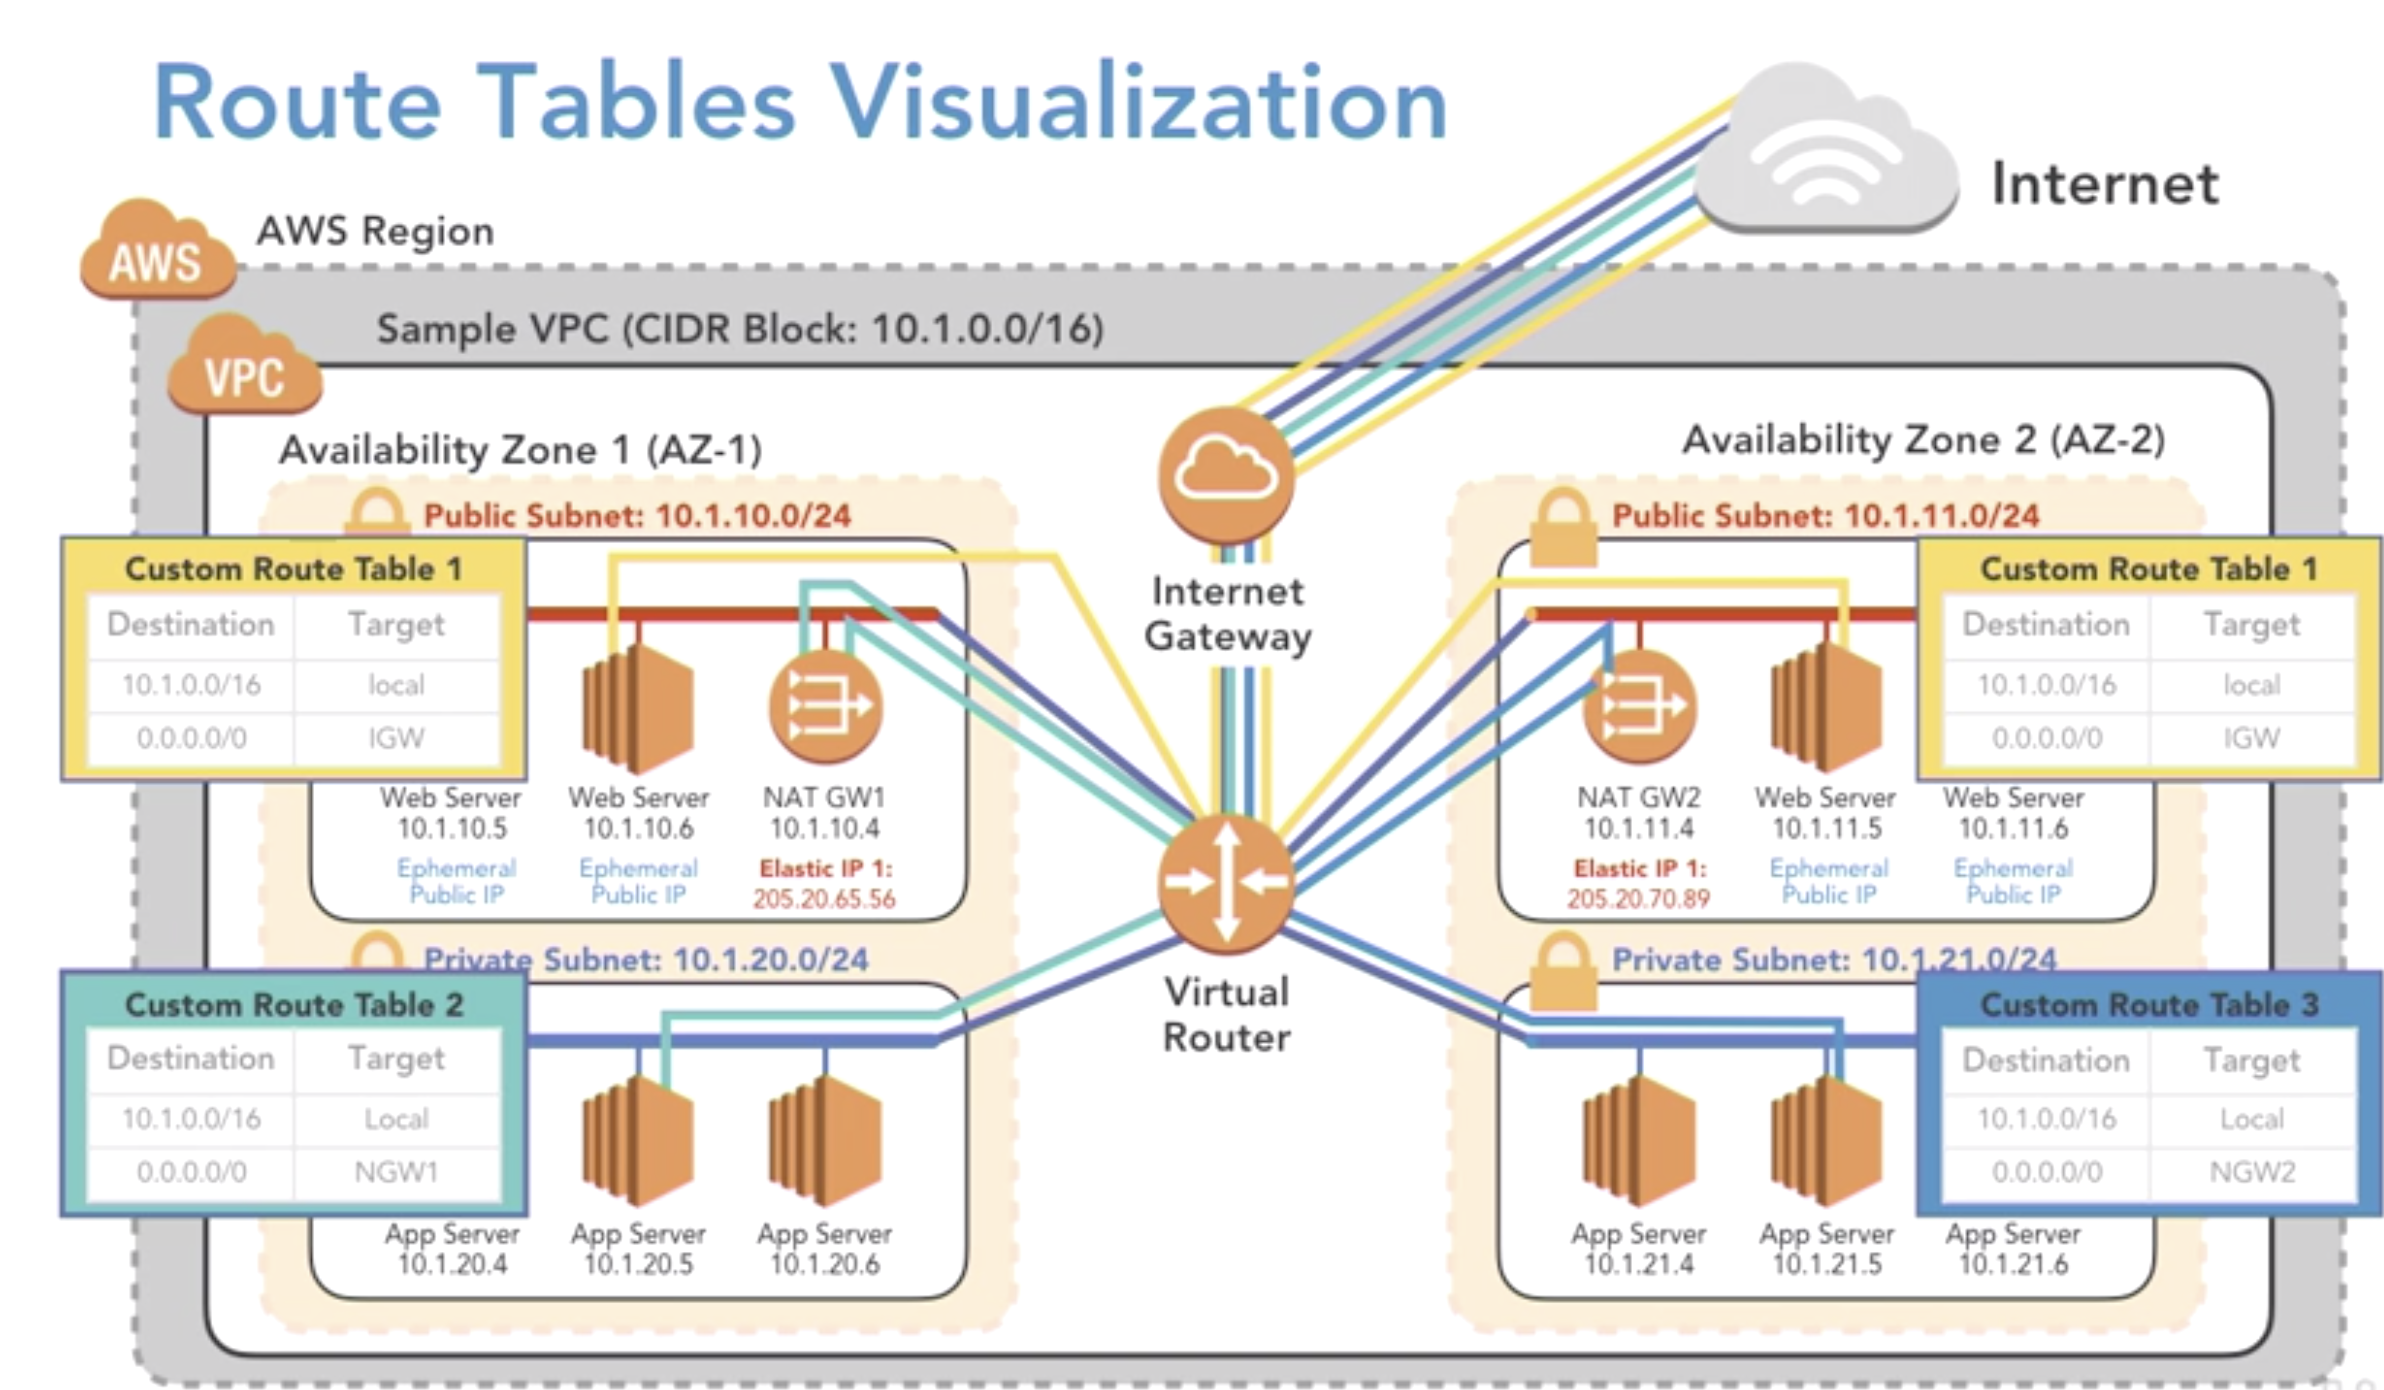 Route Tables Visualization
Internet
AWS
AWS Region
Sample VPC (CIDR Block: 10.1.0.0/16)
VPC
Availability Zone 1 (AZ-1)
Public Subnet: 10.1.10.0/24
Custom Route Table 1
Destination Target
10.1.0.0/16 local
0.0.0.0/0 IGW
Web Server
10.1.10.5
Ephemeral
Public IP
Web Server
10.1.10.6
Ephemeral
Public IP
NAT GW1
10.1.10.4
Elastic IP 1:
205.20.65.56
Private Subnet: 10.1.20.0/24
Custom Route Table 2
Destination Target
10.1.0.0/16 Local
0.0.0.0/0 NGW1
App Server
10.1.20.4
App Server
10.1.20.5
App Server
10.1.20.6
Internet
Gateway
Virtual
Router
Availability Zone 2 (AZ-2)
Public Subnet: 10.1.11.0/24
Custom Route Table 1
Destination Target
10.1.0.0/16 local
0.0.0.0/0 IGW
NAT GW2
10.1.11.4
Elastic IP 1:
205.20.70.89
Web Server
10.1.11.5
Ephemeral
Public IP
Web Server
10.1.11.6
Ephemeral
Public IP
Private Subnet: 10.1.21.0/24
Custom Route Table 3
Destination Target
10.1.0.0/16 Local
0.0.0.0/0 NGW2
App Server
10.1.21.4
App Server
10.1.21.5
App Server
10.1.21.6